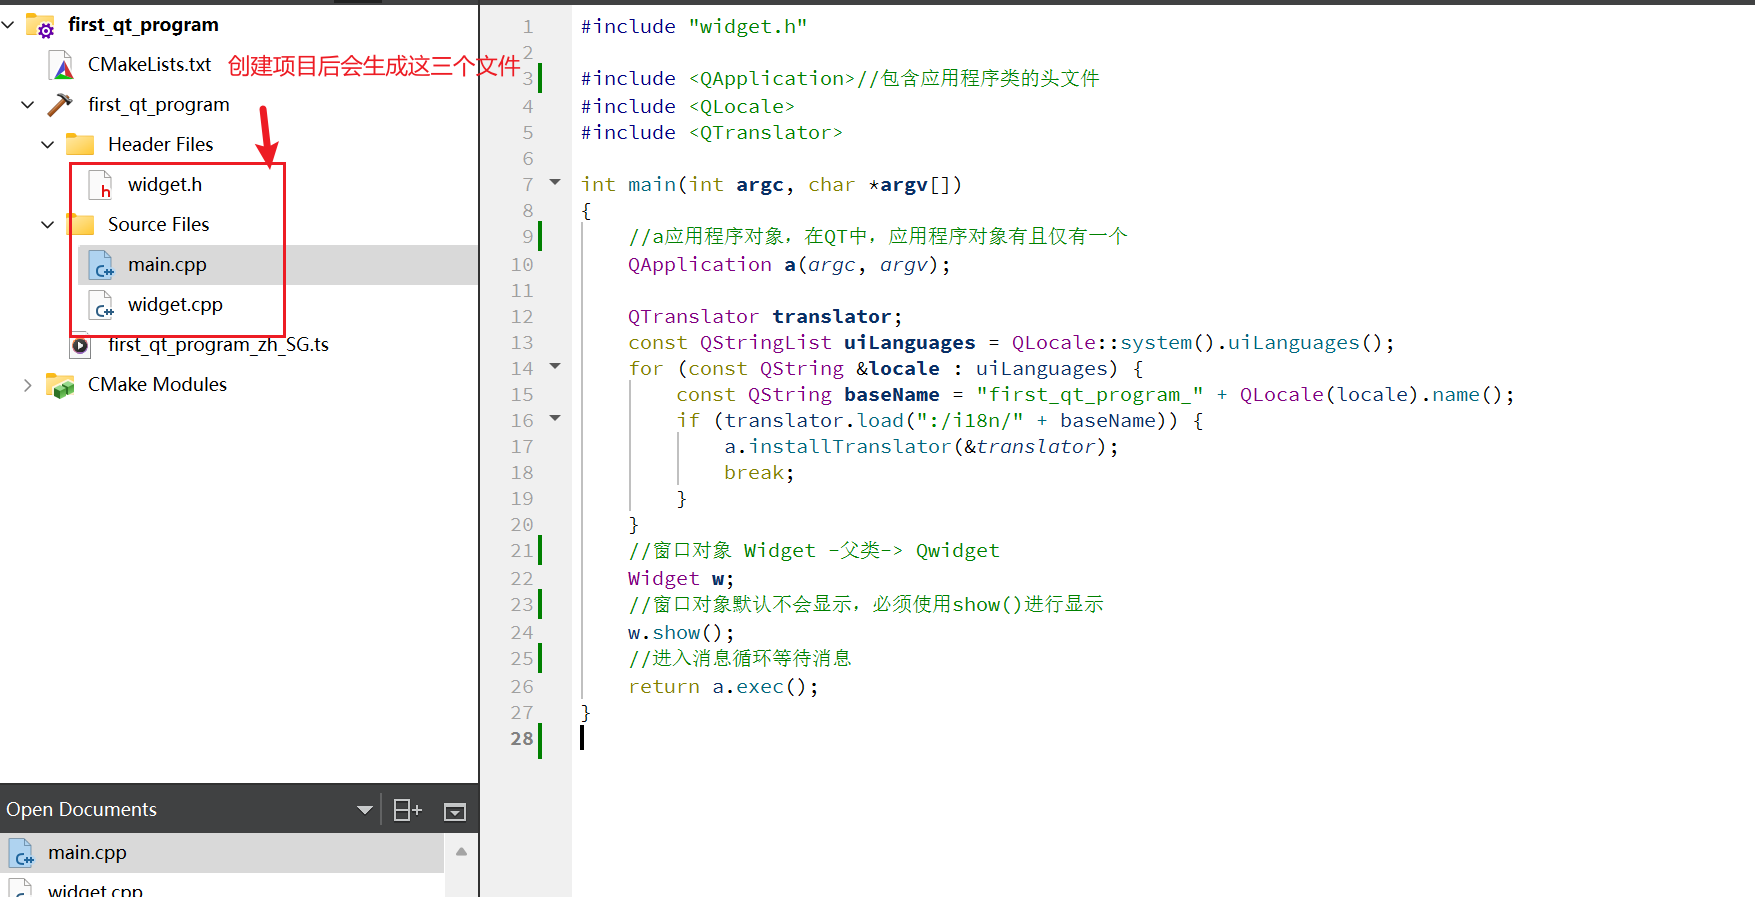 first_qt_program
CMakeLists.txt
创建项目后会生成这三个文件
first_qt_program
Header Files
widget.h
Source Files
main.cpp
widget.cpp
first_qt_program_zh_SG.ts
CMake Modules
Open Documents
main.cpp
widget.cpp
1 #include "widget.h"
2
3 #include <QApplication>//包含应用程序类的头文件
4 #include <QLocale>
5 #include <QTranslator>
6
7 int main(int argc, char *argv[])
8 {
9 //a应用程序对象，在QT中，应用程序对象有且仅有一个
10 QApplication a(argc, argv);
11
12 QTranslator translator;
13 const QStringList uiLanguages = QLocale::system().uiLanguages();
14 for (const QString &locale : uiLanguages) {
15 const QString baseName = "first_qt_program_" + QLocale(locale).name();
16 if (translator.load(":/i18n/" + baseName)) {
17 a.installTranslator(&translator);
18 break;
19 }
20 }
21 //窗口对象 Widget -父类-> Qwidget
22 Widget w;
23 //窗口对象默认不会显示，必须使用show()进行显示
24 w.show();
25 //进入消息循环等待消息
26 return a.exec();
27 }
28